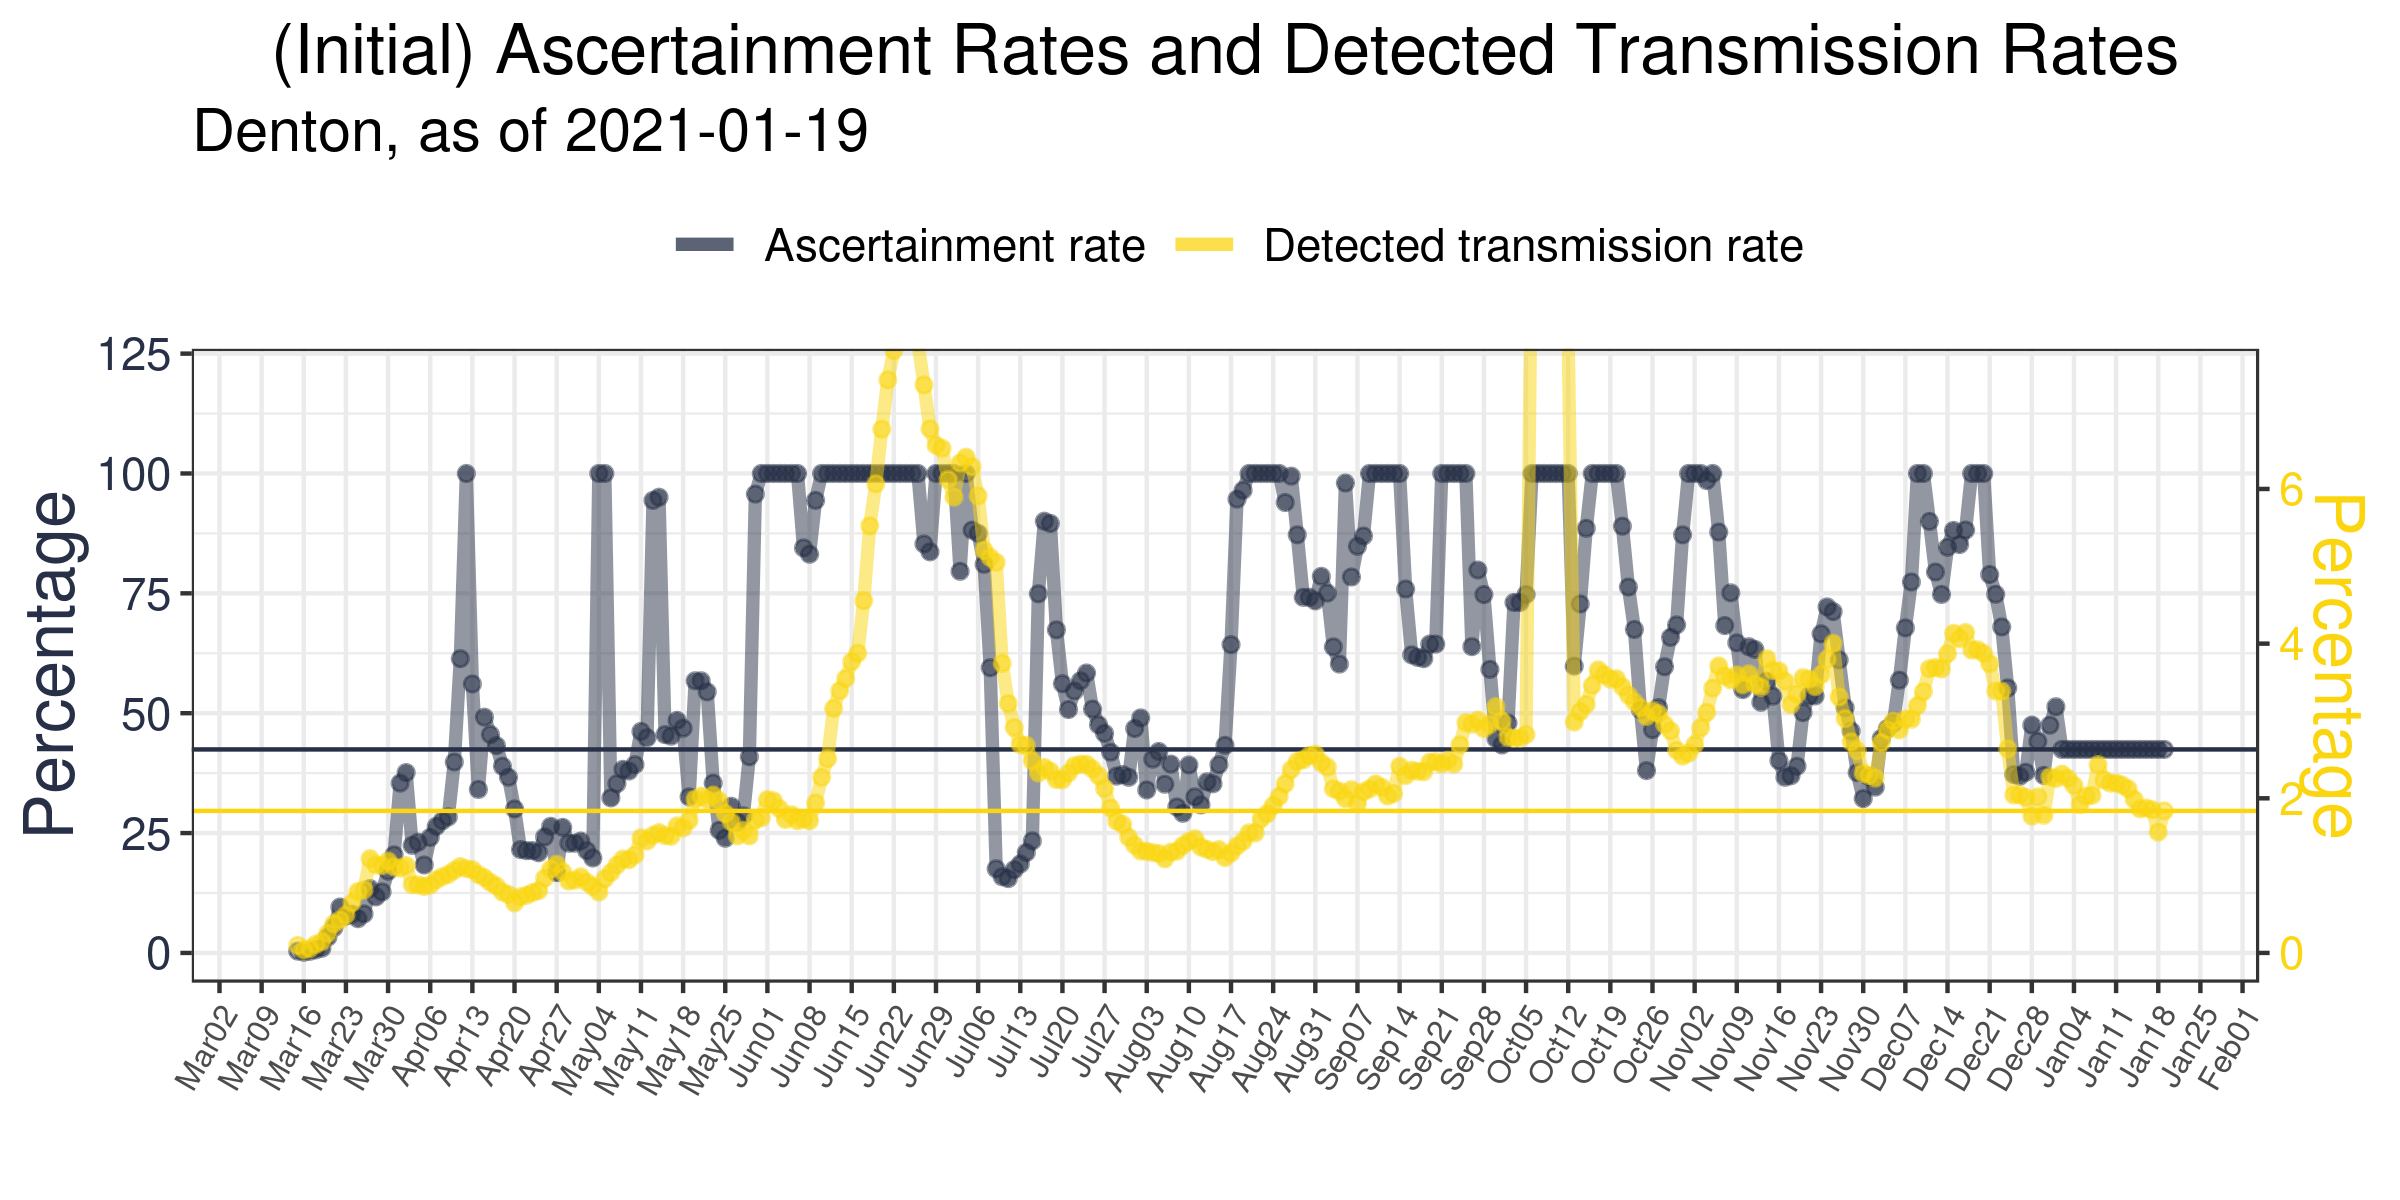 (Initial) Ascertainment Rates and Detected Transmission Rates
Denton, as of 2021-01-19
Ascertainment rate Detected transmission rate
125
100
75
50
25
0
Percentage
6
4
2
0
Percentage
Mar02 Mar09 Mar16 Mar23 Mar30 Apr06 Apr13 Apr20 Apr27 May04 May11 May18 May25 Jun01 Jun08 Jun15 Jun22 Jun29 Jul06 Jul13 Jul20 Jul27 Aug03 Aug10 Aug17 Aug24 Aug31 Sep07 Sep14 Sep21 Sep28 Oct05 Oct12 Oct19 Oct26 Nov02 Nov09 Nov16 Nov23 Nov30 Dec07 Dec14 Dec21 Dec28 Jan04 Jan11 Jan18 Jan25 Feb01